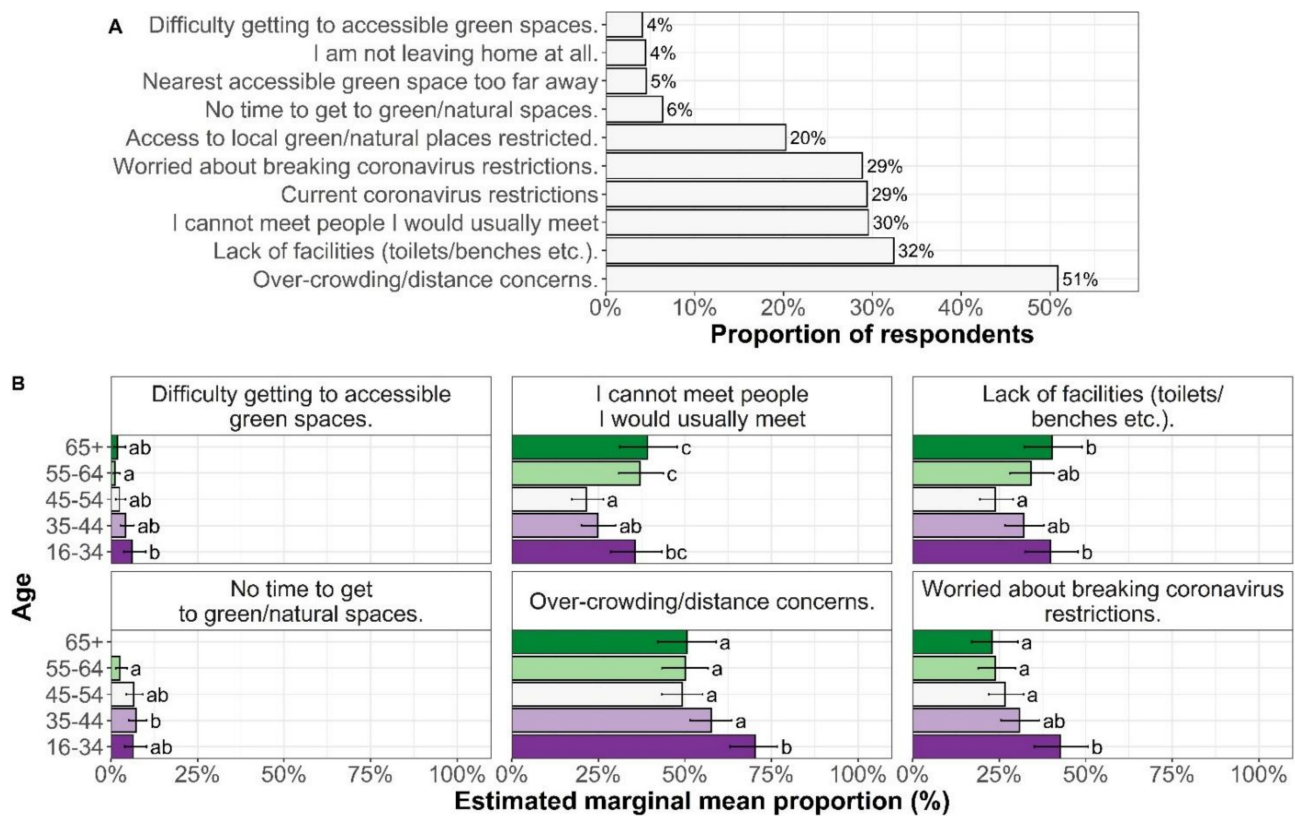 A
Difficulty getting to accessible green spaces. 4%
I am not leaving home at all. 4%
Nearest accessible green space too far away 5%
No time to get to green/natural spaces. 6%
Access to local green/natural places restricted. 20%
Worried about breaking coronavirus restrictions. 29%
Current coronavirus restrictions 29%
I cannot meet people I would usually meet 30%
Lack of facilities (toilets/benches etc.). 32%
Over-crowding/distance concerns. 51%
0% 10% 20% 30% 40% 50%
Proportion of respondents
B
Age
Difficulty getting to accessible
green spaces.
65+ ab
55-64 a
45-54 ab
35-44 ab
16-34 b
I cannot meet people
I would usually meet
c
c
a
ab
bc
Lack of facilities (toilets/
benches etc.).
b
ab
a
ab
b
No time to get
to green/natural spaces.
65+
55-64 a
45-54 ab
35-44 b
16-34 ab
0% 25% 50% 75% 100%
Over-crowding/distance concerns.
a
a
a
a
b
0% 25% 50% 75% 100%
Worried about breaking coronavirus
restrictions.
a
a
a
ab
b
0% 25% 50% 75% 100%
Estimated marginal mean proportion (%)